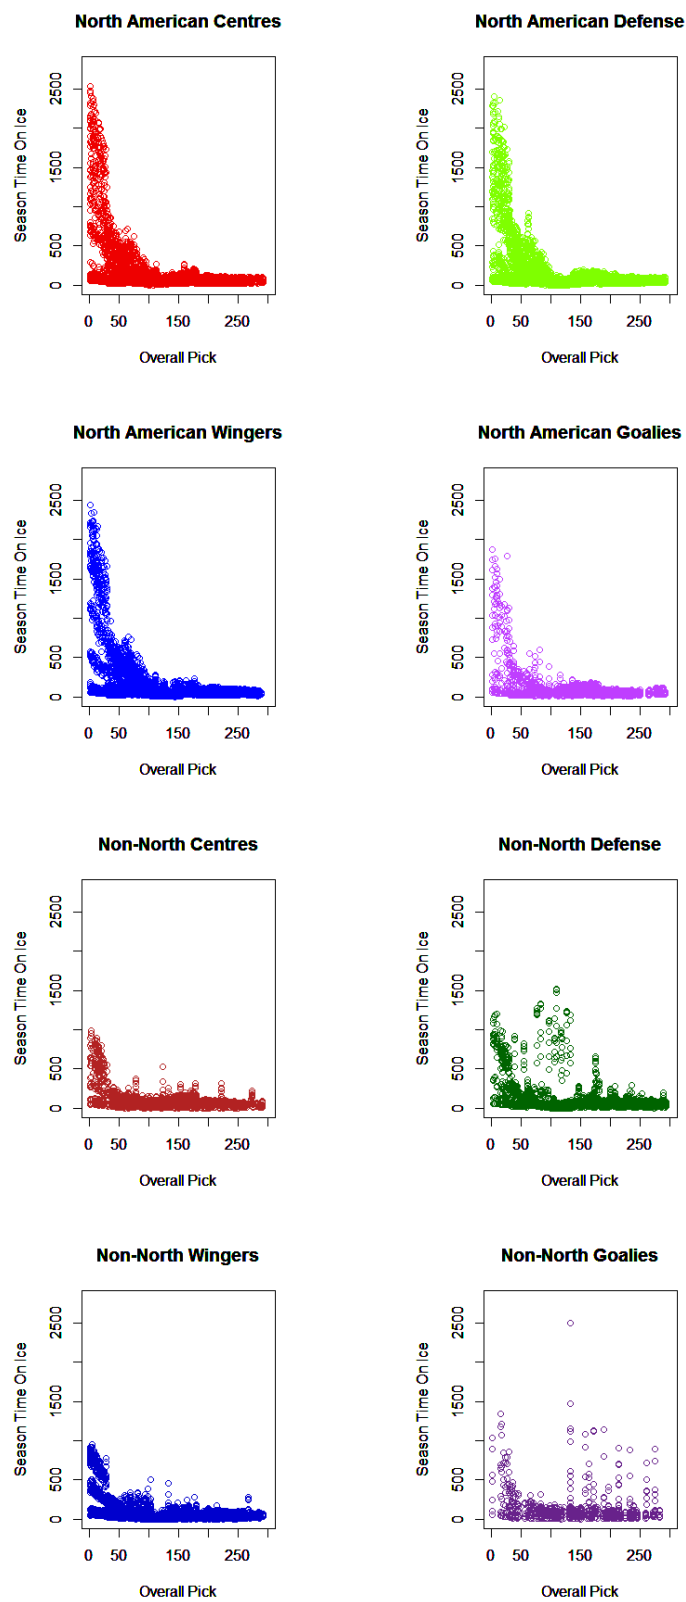 North American Centres
North American Defense
Season Time On Ice
2500
1500
500
0
0 50 150 250
Overall Pick
Season Time On Ice
2500
1500
500
0
0 50 150 250
Overall Pick
North American Wingers
North American Goalies
Season Time On Ice
2500
1500
500
0
0 50 150 250
Overall Pick
Season Time On Ice
2500
1500
500
0
0 50 150 250
Overall Pick
Non-North Centres
Non-North Defense
Season Time On Ice
2500
1500
500
0
0 50 150 250
Overall Pick
Season Time On Ice
2500
1500
500
0
0 50 150 250
Overall Pick
Non-North Wingers
Non-North Goalies
Season Time On Ice
2500
1500
500
0
0 50 150 250
Overall Pick
Season Time On Ice
2500
1500
500
0
0 50 150 250
Overall Pick